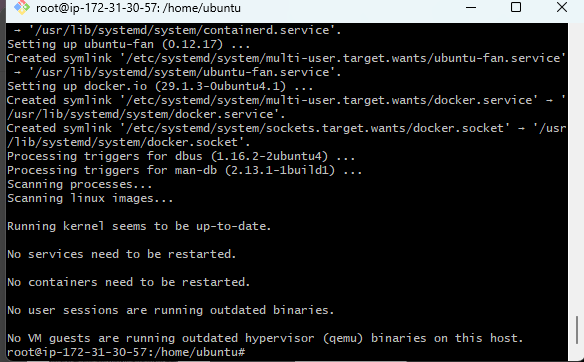 root@ip-172-31-30-57: /home/ubuntu
→ '/usr/lib/systemd/system/containerd.service'.
Setting up ubuntu-fan (0.12.17) ...
Created symlink '/etc/systemd/system/multi-user.target.wants/ubuntu-fan.service'
→ '/usr/lib/systemd/system/ubuntu-fan.service'.
Setting up docker.io (29.1.3-0ubuntu4.1) ...
Created symlink '/etc/systemd/system/multi-user.target.wants/docker.service' → '
/usr/lib/systemd/system/docker.service'.
Created symlink '/etc/systemd/system/sockets.target.wants/docker.socket' → '/usr
/lib/systemd/system/docker.socket'.
Processing triggers for dbus (1.16.2-2ubuntu4) ...
Processing triggers for man-db (2.13.1-1build1) ...
Scanning processes...
Scanning linux images...
Running kernel seems to be up-to-date.
No services need to be restarted.
No containers need to be restarted.
No user sessions are running outdated binaries.
No VM guests are running outdated hypervisor (qemu) binaries on this host.
root@ip-172-31-30-57:/home/ubuntu#